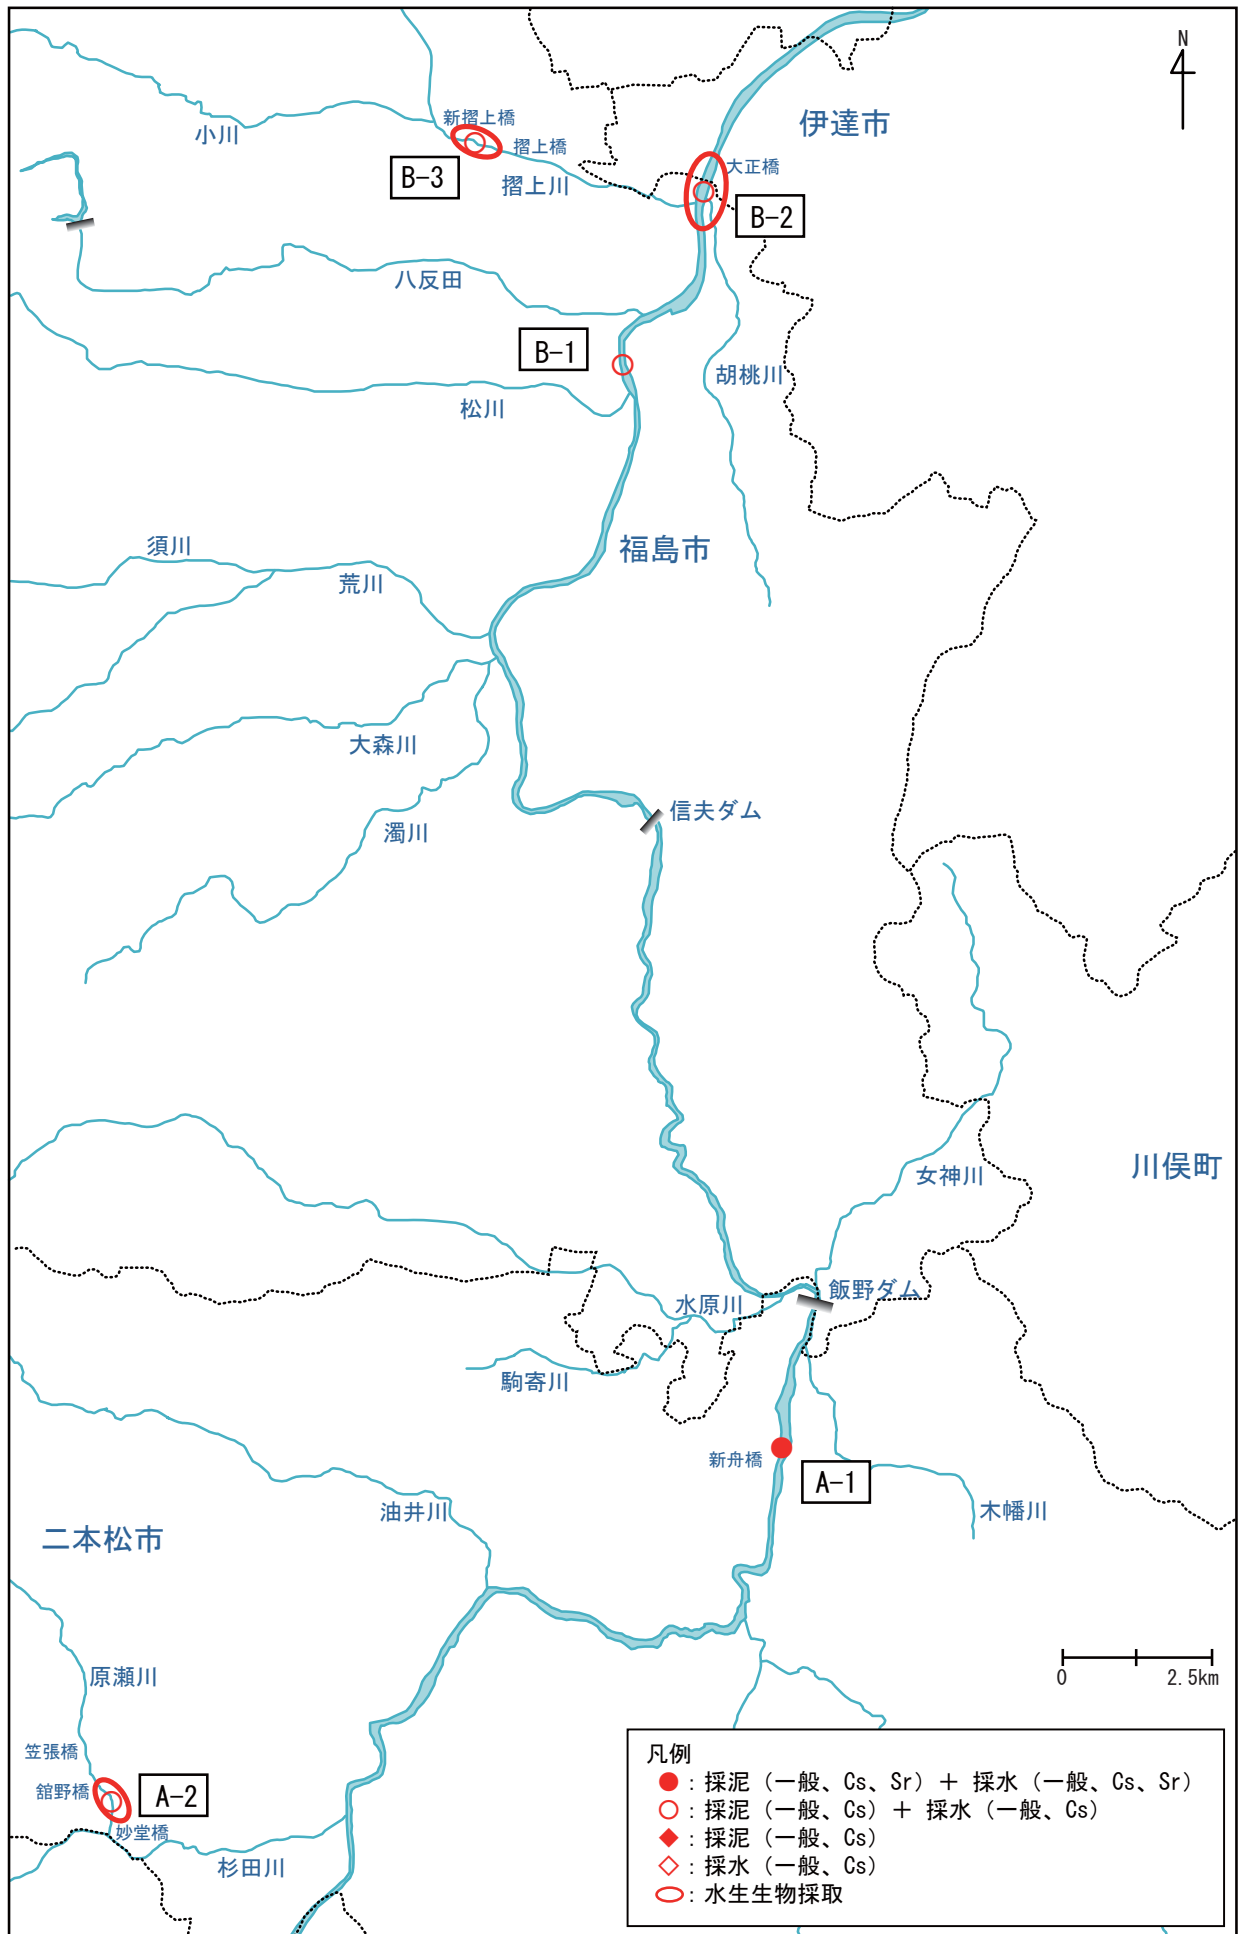 N
伊達市
新摺上橋
小川
摺上橋
大正橋
B-3
摺上川
B-2
八反田
B-1
胡桃川
松川
須川
福島市
荒川
大森川
信夫ダム
濁川
川俣町
女神川
飯野ダム
水原川
駒寄川
新舟橋
A-1
油井川
木幡川
二本松市
原瀬川
0 2.5km
笠張橋
舘野橋
A-2
妙堂橋
杉田川
凡例
: 採泥（一般、Cs、Sr）＋ 採水（一般、Cs、Sr）
: 採泥（一般、Cs）＋ 採水（一般、Cs）
: 採泥（一般、Cs）
: 採水（一般、Cs）
: 水生生物採取